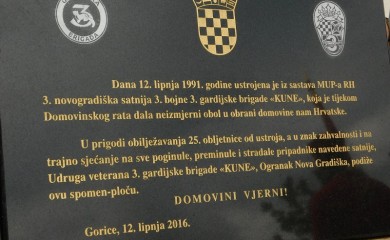 3
BRIGADA
Dana 12. lipnja 1991. godine ustrojena je iz sastava MUP-a RH
3. novogradiška satnija 3. bojne 3. gardijske brigade «KUNE», koja je tijekom
Domovinskog rata dala neizmjerni obol u obrani domovine nam Hrvatske.
U prigodi obilježavanja 25. obljetnice od ustroja, a u znak zahvalnosti i na
trajno sjećanje na sve poginule, preminule i stradale pripadnike navedene satnije,
Udruga veterana 3. gardijske brigade «KUNE», Ogranak Nova Gradiška, podiže
ovu spomen-ploču.
DOMOVINI VJERNI!
Gorice, 12. lipnja 2016.